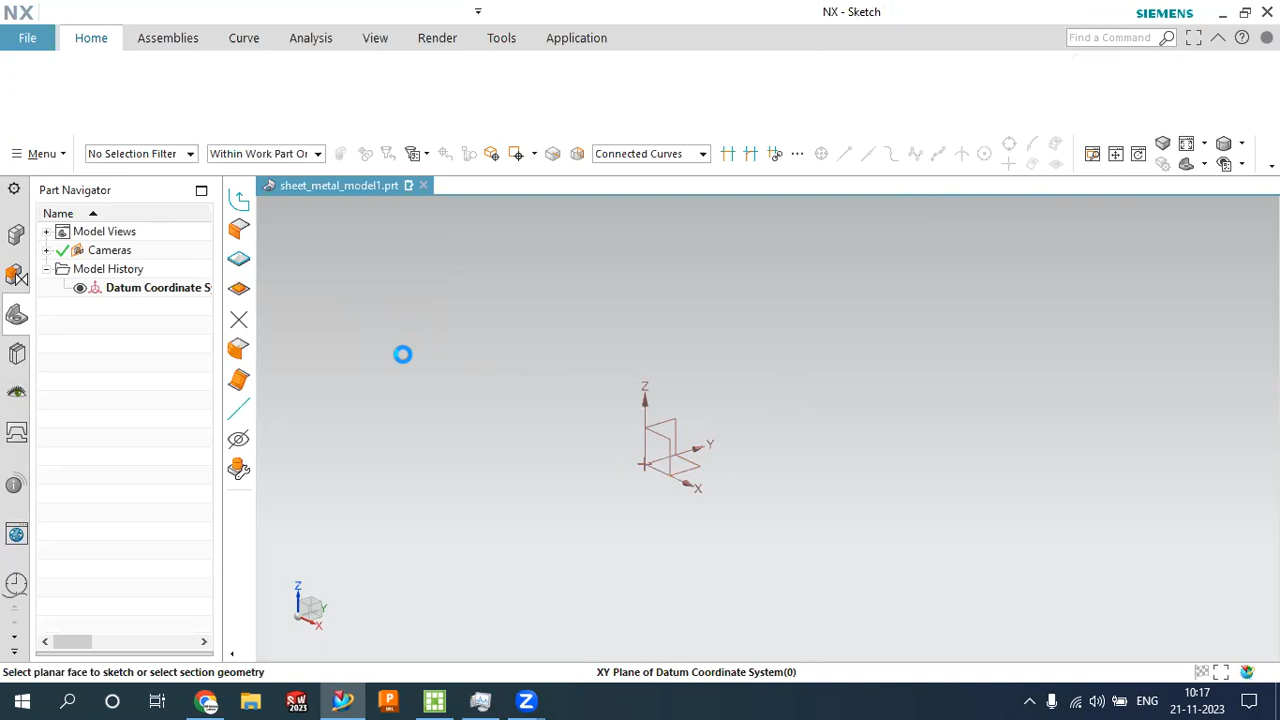 NX
NX - Sketch
SIEMENS
File
Home
Assemblies
Curve
Analysis
View
Render
Tools
Application
Find a Command
Menu
No Selection Filter
Within Work Part Or
Connected Curves
Part Navigator
sheet_metal_model1.prt
Name
Model Views
Cameras
Model History
Datum Coordinate S
Z
Y
X
Z
Y
X
Select planar face to sketch or select section geometry
XY Plane of Datum Coordinate System(0)
ENG
10:17
21-11-2023